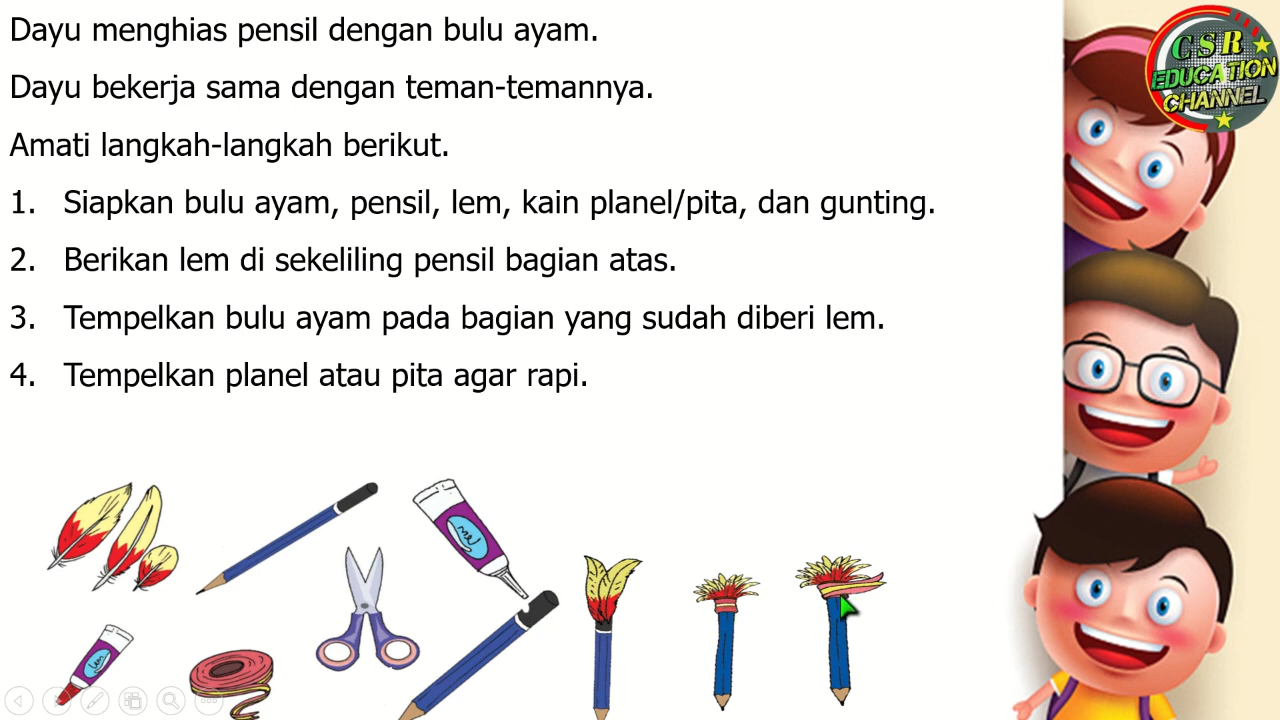 Dayu menghias pensil dengan bulu ayam.
Dayu bekerja sama dengan teman-temannya.
Amati langkah-langkah berikut.
1. Siapkan bulu ayam, pensil, lem, kain planel/pita, dan gunting.
2. Berikan lem di sekeliling pensil bagian atas.
3. Tempelkan bulu ayam pada bagian yang sudah diberi lem.
4. Tempelkan planel atau pita agar rapi.
CSR
EDUCATION
CHANNEL
lem